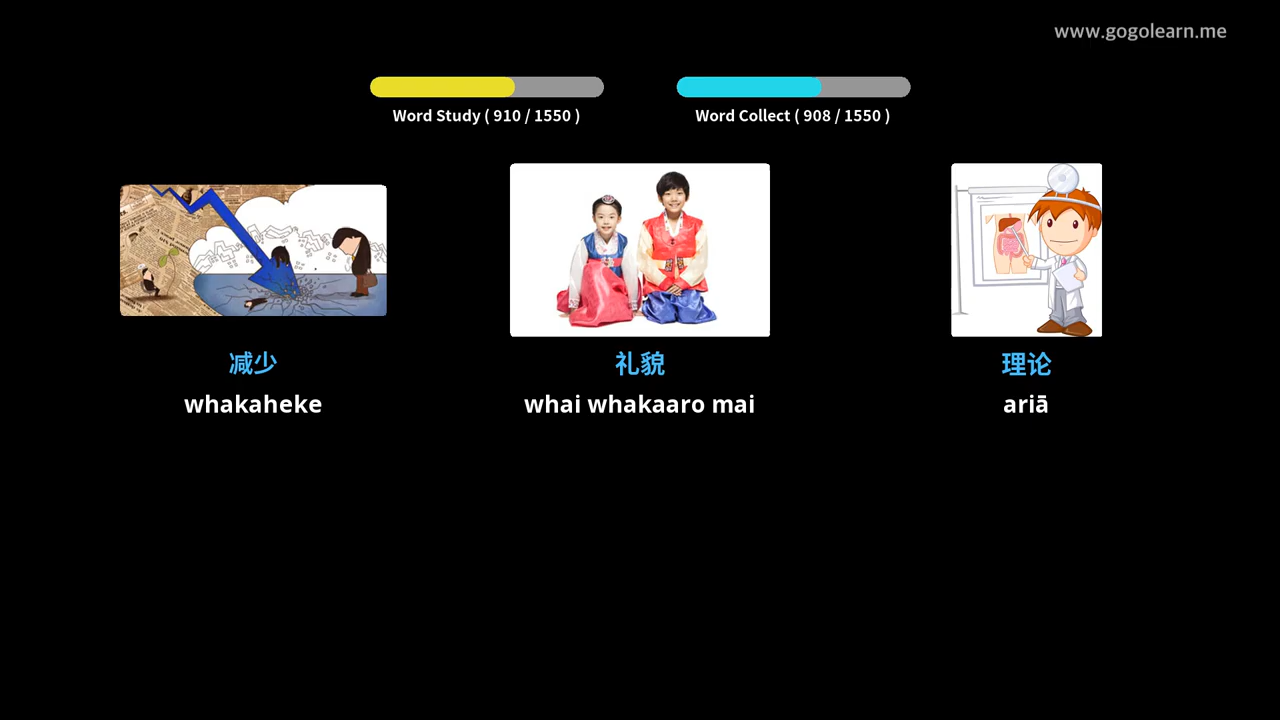 www.gogolearn.me
Word Study ( 910 / 1550 )
Word Collect ( 908 / 1550 )
减少
礼貌
理论
whakaheke
whai whakaaro mai
ariā